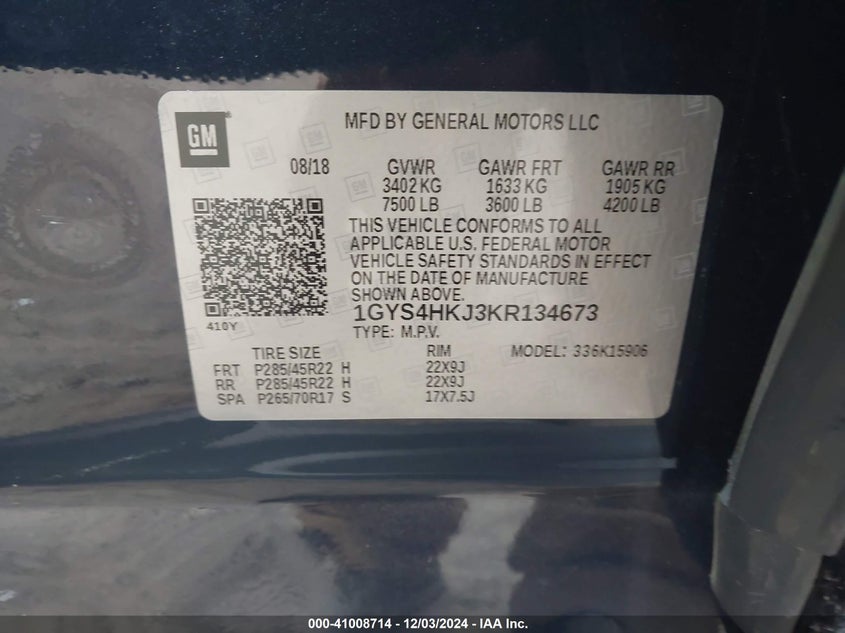 GM
MFD BY GENERAL MOTORS LLC
08/18 GVWR GAWR FRT GAWR RR
3402 KG 1633 KG 1905 KG
7500 LB 3600 LB 4200 LB
THIS VEHICLE CONFORMS TO ALL
APPLICABLE U.S. FEDERAL MOTOR
VEHICLE SAFETY STANDARDS IN EFFECT
ON THE DATE OF MANUFACTURE
SHOWN ABOVE.
1GYS4HKJ3KR134673
410Y
TYPE: M.P.V.
TIRE SIZE RIM MODEL: 336K15906
FRT P285/45R22 H 22X9J
RR P285/45R22 H 22X9J
SPA P265/70R17 S 17X7.5J
000-41008714 - 12/03/2024 - IAA Inc.